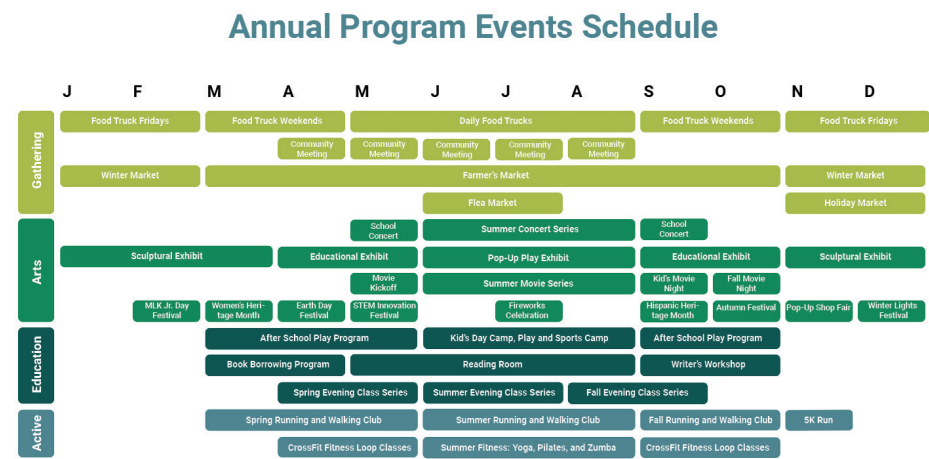 Annual Program Events Schedule
J F M A M J J A S O N D
Gathering
Food Truck Fridays Food Truck Weekends Daily Food Trucks Food Truck Weekends Food Truck Fridays
Community Community Community Community Community
Meeting Meeting Meeting Meeting Meeting
Winter Market Farmer's Market Winter Market
Flea Market Holiday Market
Arts
School Summer Concert Series School
Concert Concert
Sculptural Exhibit Educational Exhibit Pop-Up Play Exhibit Educational Exhibit Sculptural Exhibit
Movie Summer Movie Series Kid's Movie Fall Movie
Kickoff Night Night
MLK Jr. Day Women's Heri- Earth Day STEM Innovation Fireworks Hispanic Heri- Autumn Festival Pop-Up Shop Fair Winter Lights
Festival tage Month Festival Festival Celebration tage Month Festival
Education
After School Play Program Kid's Day Camp, Play and Sports Camp After School Play Program
Book Borrowing Program Reading Room Writer's Workshop
Spring Evening Class Series Summer Evening Class Series Fall Evening Class Series
Active
Spring Running and Walking Club Summer Running and Walking Club Fall Running and Walking Club 5K Run
CrossFit Fitness Loop Classes Summer Fitness: Yoga, Pilates, and Zumba CrossFit Fitness Loop Classes